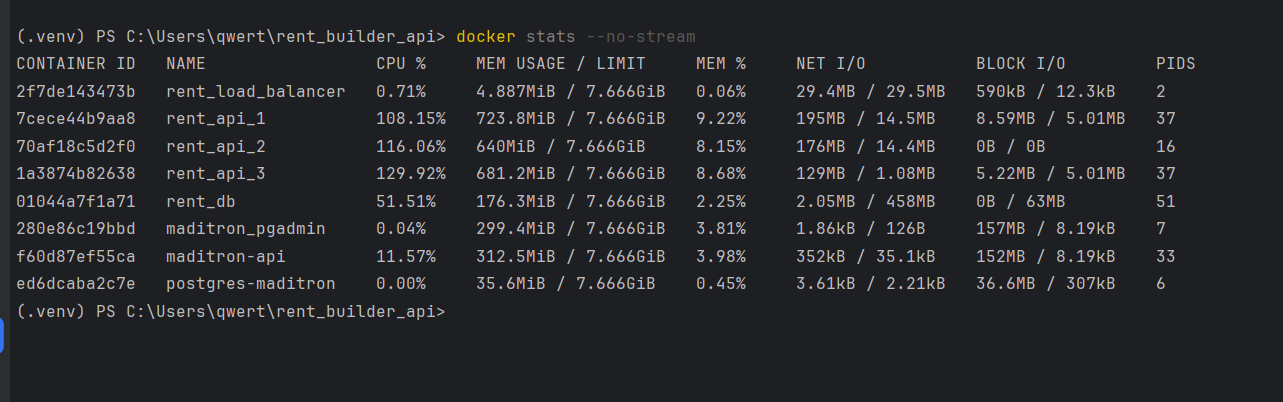 (.venv) PS C:\Users\qwert\rent_builder_api> docker stats --no-stream
CONTAINER ID   NAME                 CPU %     MEM USAGE / LIMIT     MEM %     NET I/O           BLOCK I/O         PIDS
2f7de143473b   rent_load_balancer   0.71%     4.887MiB / 7.666GiB   0.06%     29.4MB / 29.5MB   590kB / 12.3kB    2
7cece44b9aa8   rent_api_1           108.15%   723.8MiB / 7.666GiB   9.22%     195MB / 14.5MB    8.59MB / 5.01MB   37
70af18c5d2f0   rent_api_2           116.06%   640MiB / 7.666GiB     8.15%     176MB / 14.4MB    0B / 0B           16
1a3874b82638   rent_api_3           129.92%   681.2MiB / 7.666GiB   8.68%     129MB / 1.08MB    5.22MB / 5.01MB   37
01044a7f1a71   rent_db              51.51%    176.3MiB / 7.666GiB   2.25%     2.05MB / 458MB    0B / 63MB         51
280e86c19bbd   maditron_pgadmin     0.04%     299.4MiB / 7.666GiB   3.81%     1.86kB / 126B     157MB / 8.19kB    7
f60d87ef55ca   maditron-api         11.57%    312.5MiB / 7.666GiB   3.98%     352kB / 35.1kB    152MB / 8.19kB    33
ed6dcaba2c7e   postgres-maditron    0.00%     35.6MiB / 7.666GiB    0.45%     3.61kB / 2.21kB   36.6MB / 307kB    6
(.venv) PS C:\Users\qwert\rent_builder_api>